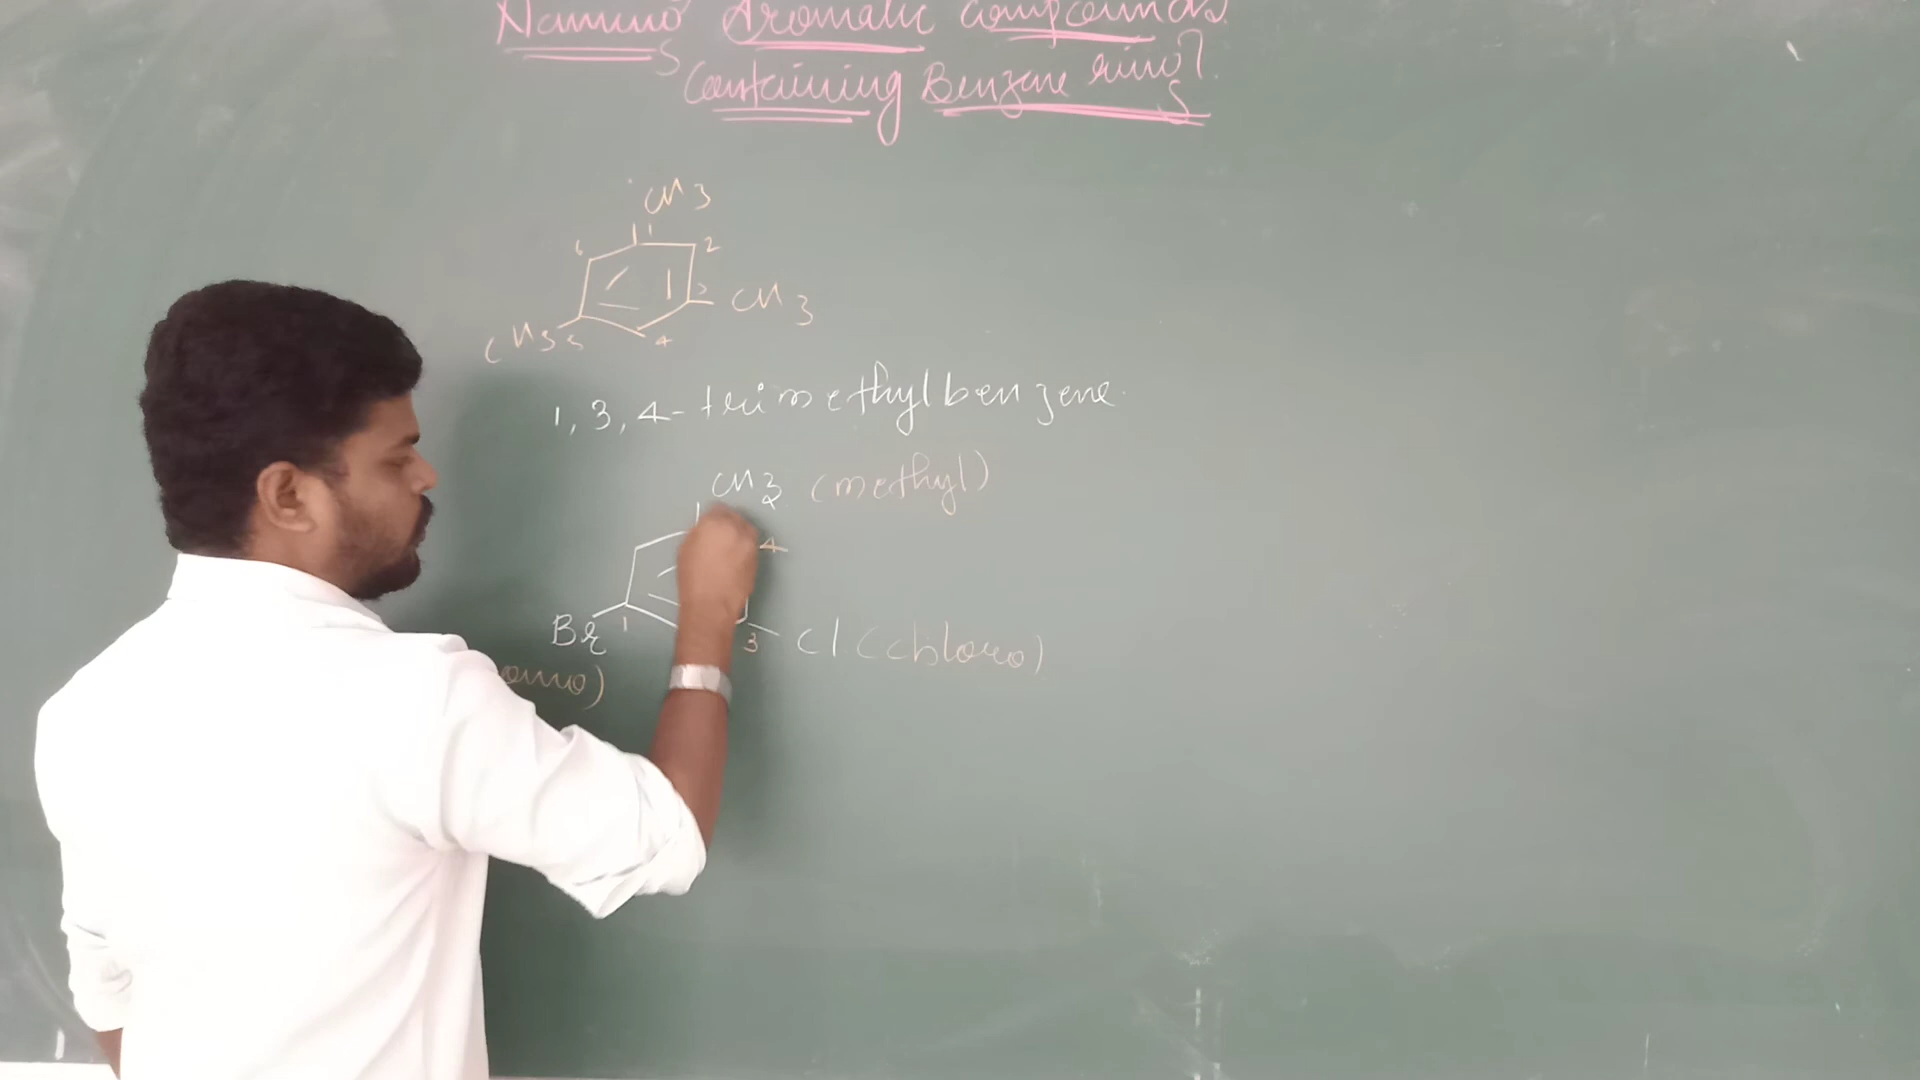 Naming Aromatic Compounds
Containing Benzene ring.
CH3
6 1 2
3 CH3
CH3 5 4
1, 3, 4- trimethylbenzene.
CH3 (methyl)
4
Br 1 3 Cl (chloro)
omo)